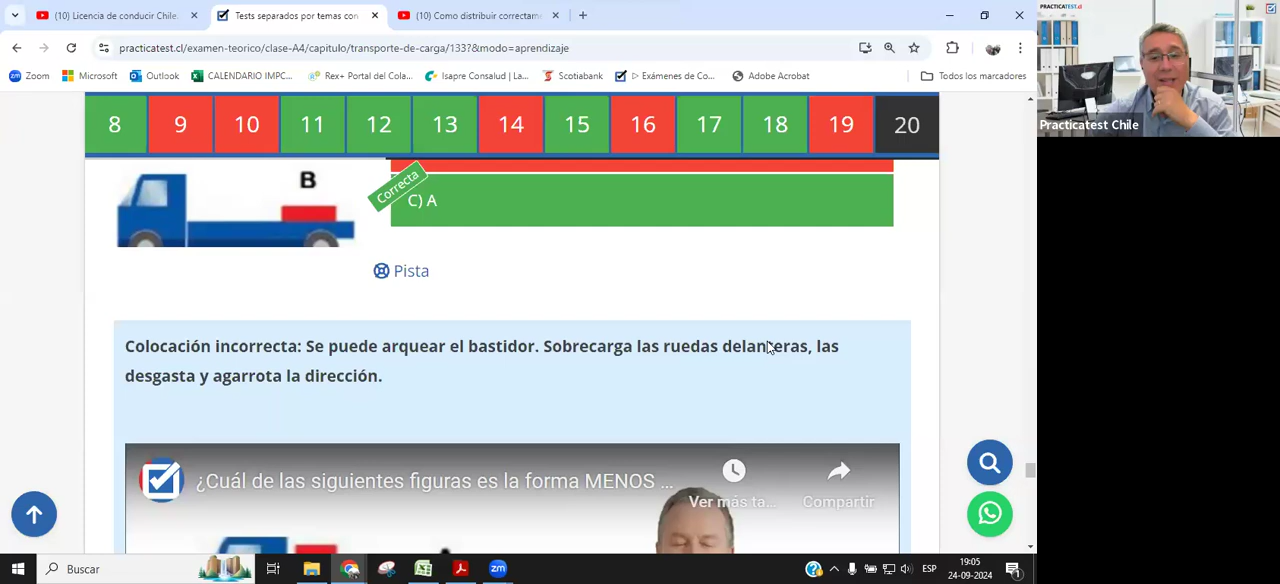 (10) Licencia de conducir Chile:
Tests separados por temas
(10) Como distribuir correctame
practicatest.cl/examen-teorico/clase-A4/capitulo/transporte-de-carga/133?&modo=aprendizaje
Zoom
Microsoft
Outlook
CALENDARIO IMPC...
Rex+ Portal del Cola...
Isapre Consalud | La...
Scotiabank
▷ Exámenes de Co...
Adobe Acrobat
Todos los marcadores
PRACTICATEST.cl
Practicatest Chile
8 9 10 11 12 13 14 15 16 17 18 19 20
B
Correcta
C) A
Pista
Colocación incorrecta: Se puede arquear el bastidor. Sobrecarga las ruedas delanteras, las
desgasta y agarrota la dirección.
¿Cuál de las siguientes figuras es la forma MENOS ...
Ver más ta...
Compartir
Buscar
ESP
19:05
24-09-2024